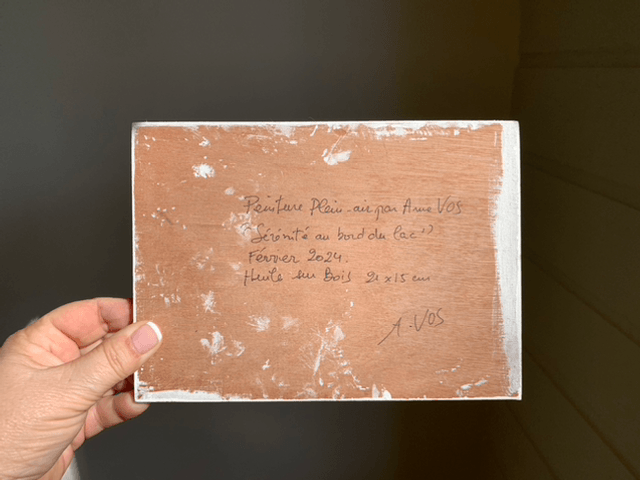 Peinture Plein-air par Anne VOS
"Sérénité au bord du lac"
Février 2024.
Huile sur Bois 21 x 15 cm
A. VOS